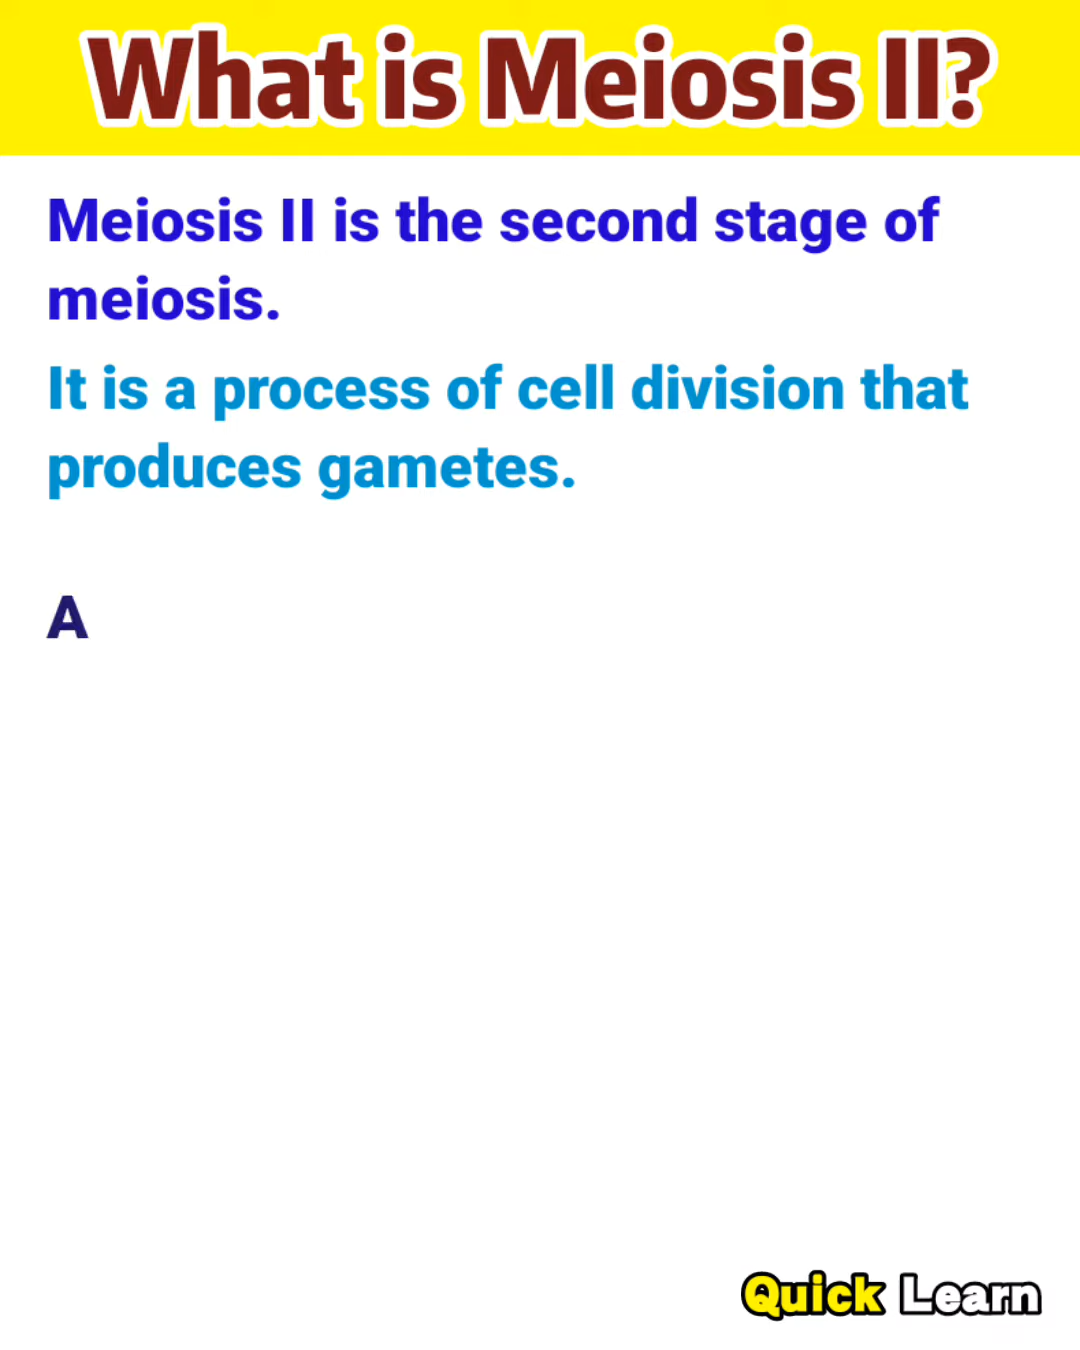 What is Meiosis II?
Meiosis II is the second stage of
meiosis.
It is a process of cell division that
produces gametes.
A
Quick Learn